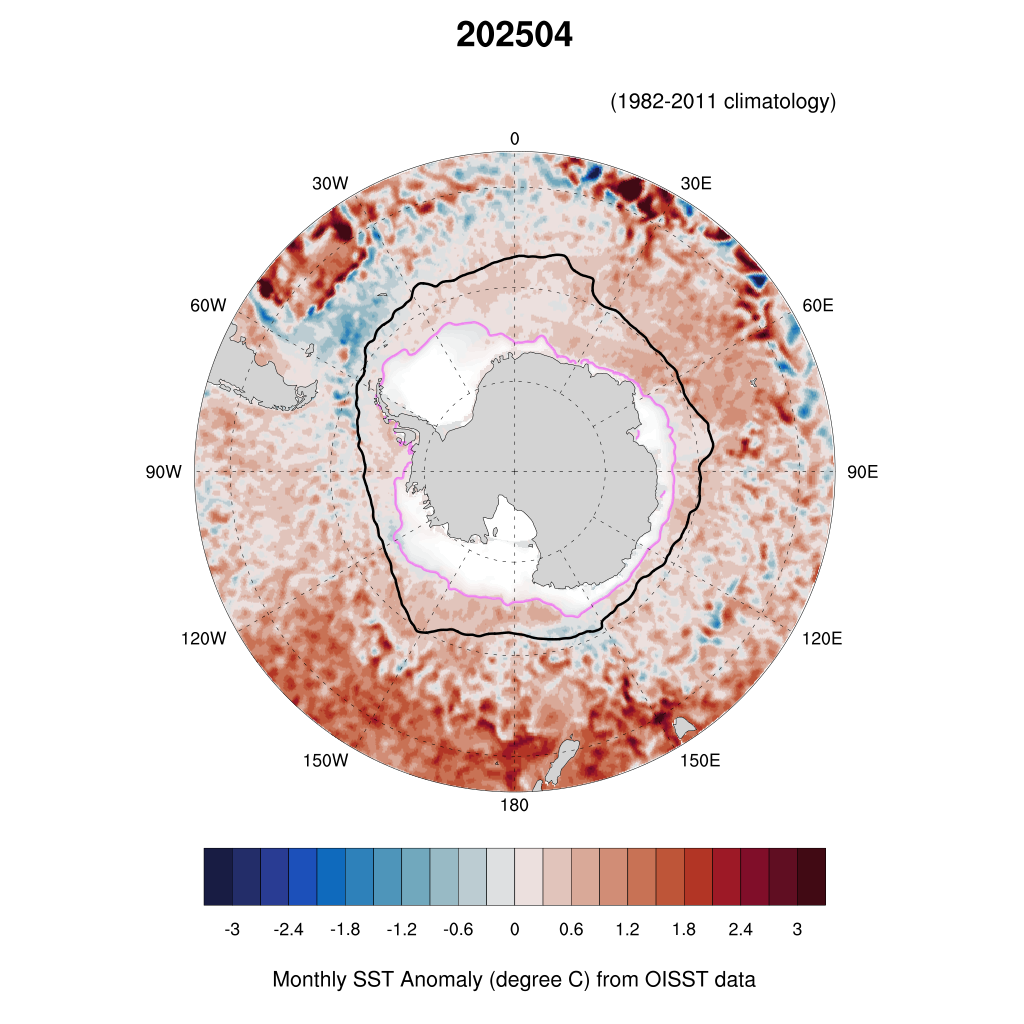 202504
(1982-2011 climatology)
0
30W 30E
60W 60E
90W 90E
120W 120E
150W 150E
180
-3 -2.4 -1.8 -1.2 -0.6 0 0.6 1.2 1.8 2.4 3
Monthly SST Anomaly (degree C) from OISST data